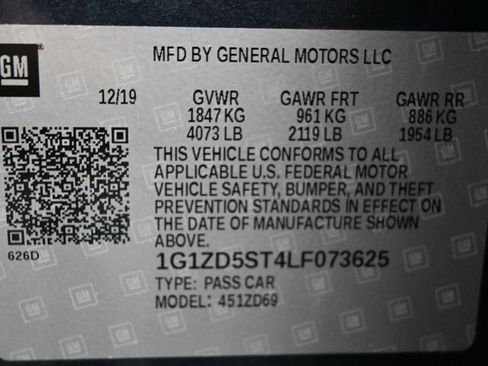 GM
MFD BY GENERAL MOTORS LLC
12/19 GVWR GAWR FRT GAWR RR
1847 KG 961 KG 886 KG
4073 LB 2119 LB 1954 LB
THIS VEHICLE CONFORMS TO ALL
APPLICABLE U.S. FEDERAL MOTOR
VEHICLE SAFETY, BUMPER, AND THEFT
PREVENTION STANDARDS IN EFFECT ON
THE DATE OF MANUFACTURE SHOWN
ABOVE.
626D
1G1ZD5ST4LF073625
TYPE: PASS CAR
MODEL: 451ZD69